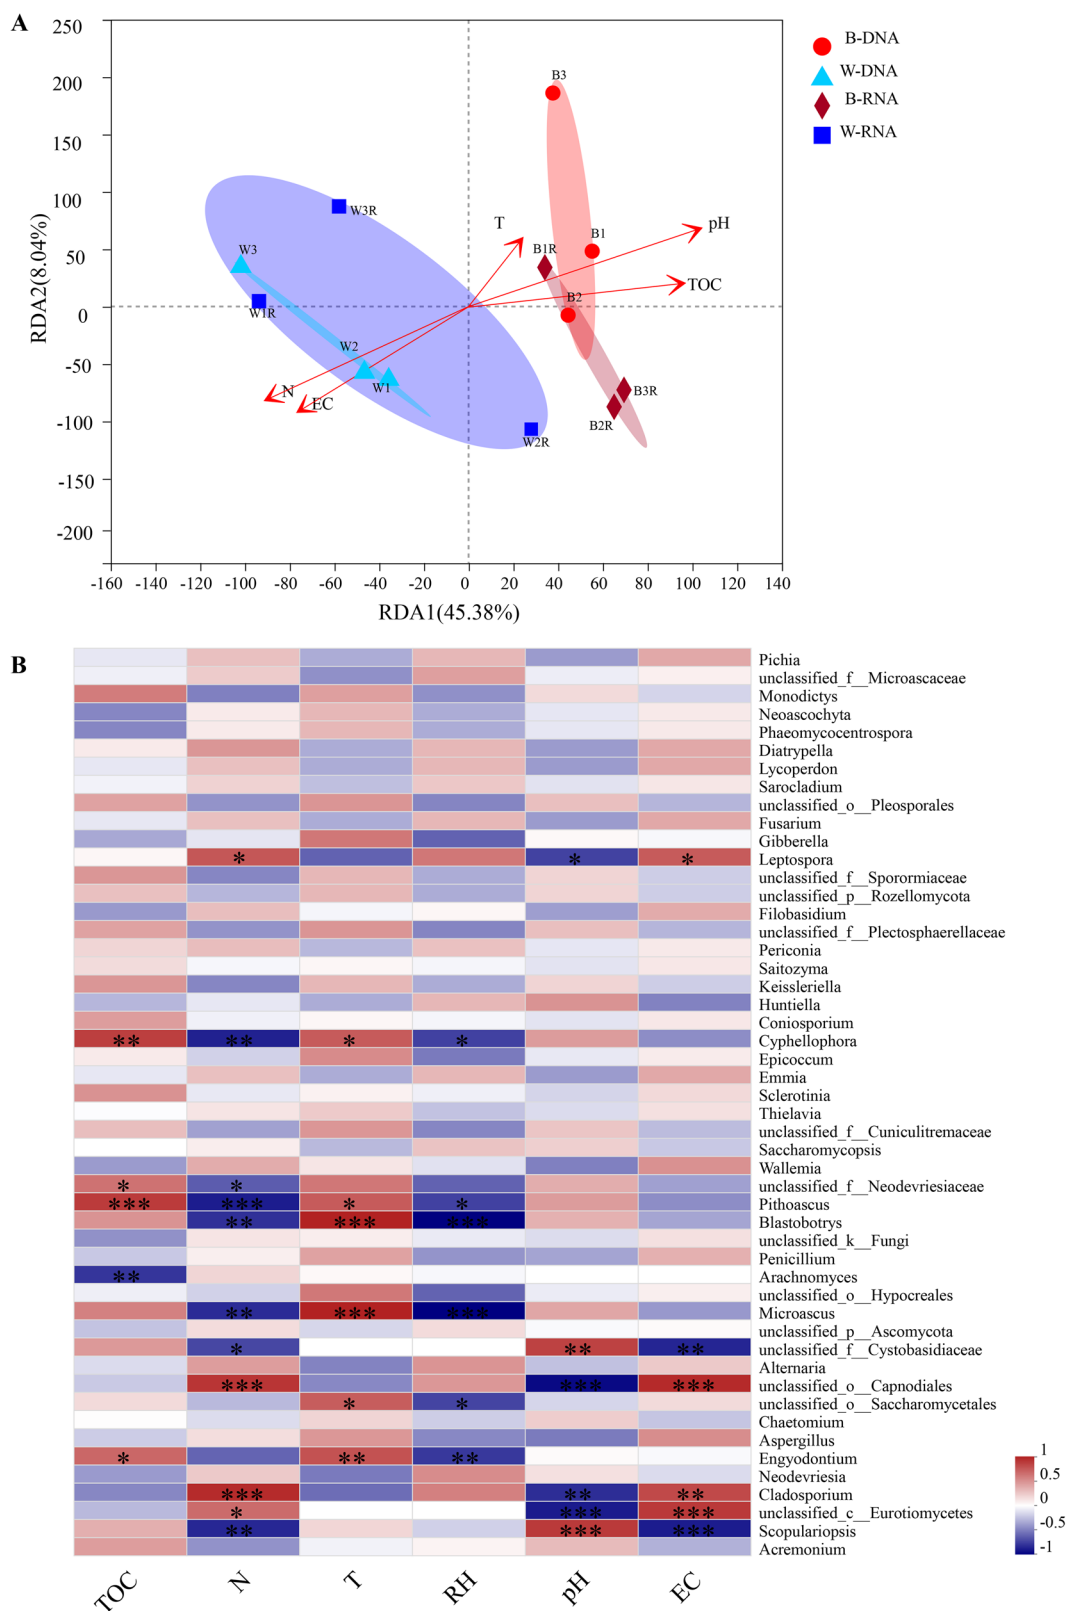 A
250
200
150
100
50
0
-50
-100
-150
-200
RDA2(8.04%)
-160 -140 -120 -100 -80 -60 -40 -20 0 20 40 60 80 100 120 140
RDA1(45.38%)
B-DNA
W-DNA
B-RNA
W-RNA
B3
W3R
T
pH
B1
W3
B1R
TOC
B2
W1R
W2
W1
N
EC
B3R
B2R
W2R
B
Pichia
unclassified_f__Microascaceae
Monodictys
Neoascochyta
Phaeomycocentrospora
Diatrypella
Lycoperdon
Sarocladium
unclassified_o__Pleosporales
Fusarium
Gibberella
* * * Leptospora
unclassified_f__Sporormiaceae
unclassified_p__Rozellomycota
Filobasidium
unclassified_f__Plectosphaerellaceae
Periconia
Saitozyma
Keissleriella
Huntiella
Coniosporium
** ** * * Cyphellophora
Epicoccum
Emmia
Sclerotinia
Thielavia
unclassified_f__Cuniculitremaceae
Saccharomycopsis
Wallemia
* * unclassified_f__Neodevriesiaceae
*** *** * * Pithoascus
** *** *** Blastobotrys
unclassified_k__Fungi
Penicillium
** Arachnomyces
unclassified_o__Hypocreales
** *** *** Microascus
unclassified_p__Ascomycota
* ** ** unclassified_f__Cystobasidiaceae
Alternaria
*** *** *** unclassified_o__Capnodiales
* * unclassified_o__Saccharomycetales
Chaetomium
Aspergillus
* ** ** Engyodontium
Neodevriesia
*** ** ** Cladosporium
* *** *** unclassified_c__Eurotiomycetes
** *** *** Scopulariopsis
Acremonium
TOC N T RH pH EC
1
0.5
0
-0.5
-1